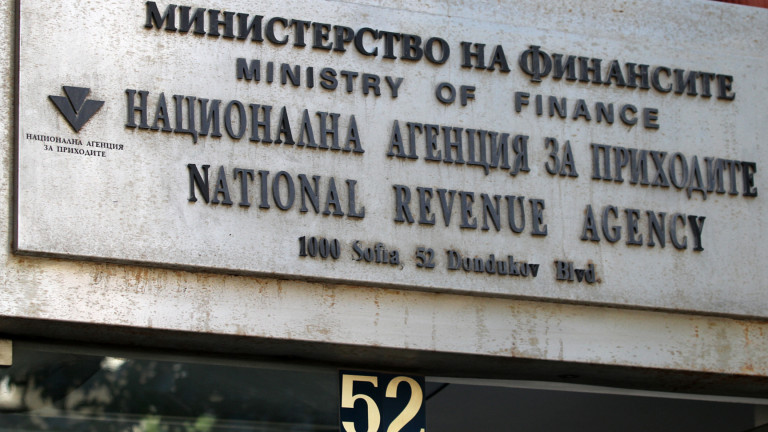 МИНИСТЕРСТВО НА ФИНАНСИТЕ
MINISTRY OF FINANCE
НАЦИОНАЛНА АГЕНЦИЯ ЗА ПРИХОДИТЕ
NATIONAL REVENUE AGENCY
1000 Sofia, 52 Dondukov Blvd.
НАЦИОНАЛНА АГЕНЦИЯ
ЗА ПРИХОДИТЕ
52